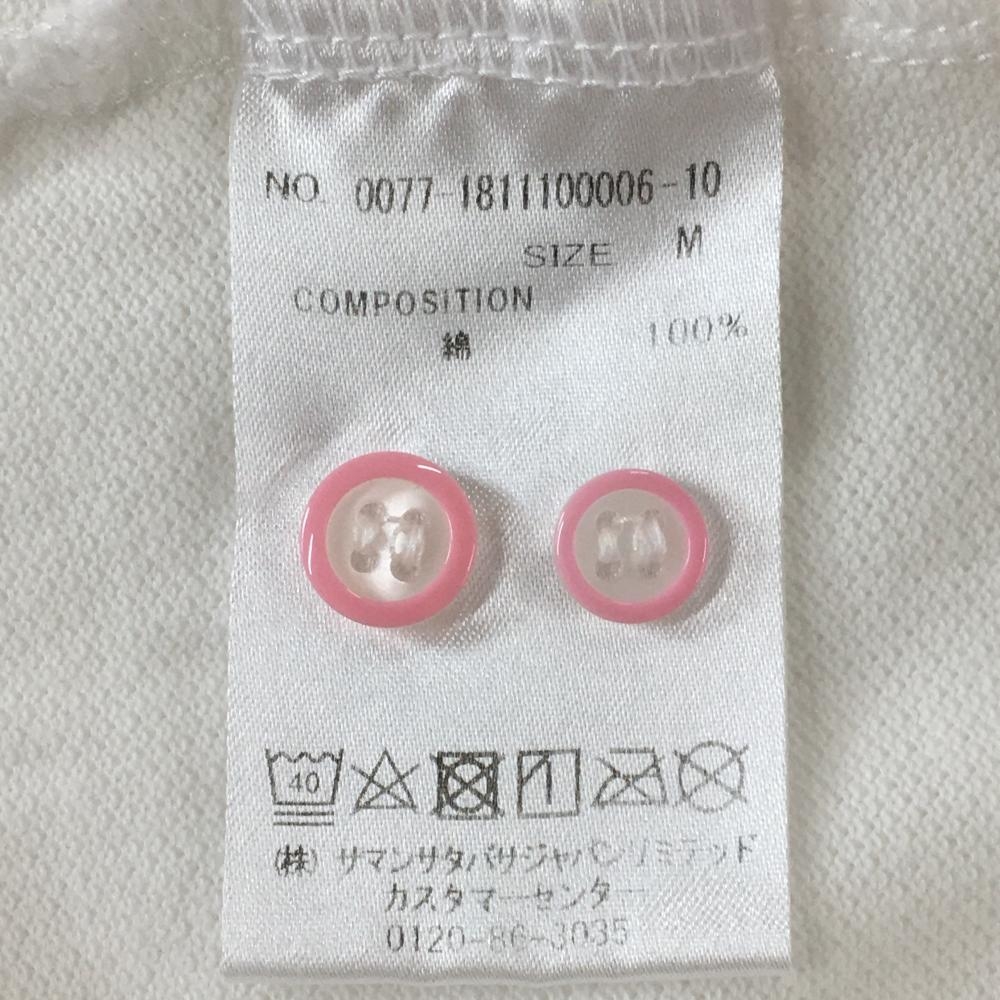 NO. 0077-1811100006-10
SIZE M
COMPOSITION
綿 100%
40
(株) サマンサタバサジャパンリミテッド
カスタマーセンター
0120-86-3035